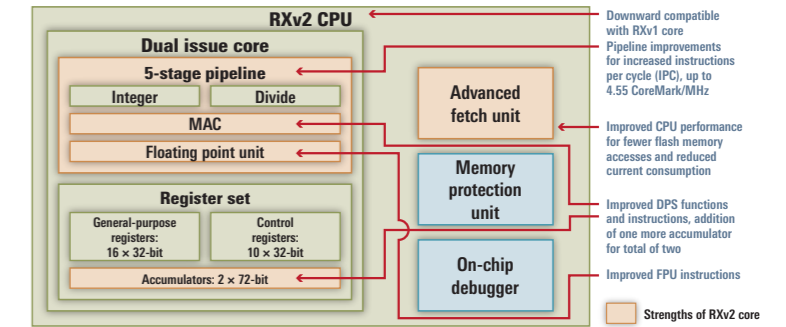 RXv2 CPU
Dual issue core
5-stage pipeline
Integer
Divide
MAC
Floating point unit
Register set
General-purpose
registers:
16 × 32-bit
Control
registers:
10 × 32-bit
Accumulators: 2 × 72-bit
Advanced
fetch unit
Memory
protection
unit
On-chip
debugger
Downward compatible
with RXv1 core
Pipeline improvements
for increased instructions
per cycle (IPC), up to
4.55 CoreMark/MHz
Improved CPU performance
for fewer flash memory
accesses and reduced
current consumption
Improved DPS functions
and instructions, addition
of one more accumulator
for total of two
Improved FPU instructions
Strengths of RXv2 core